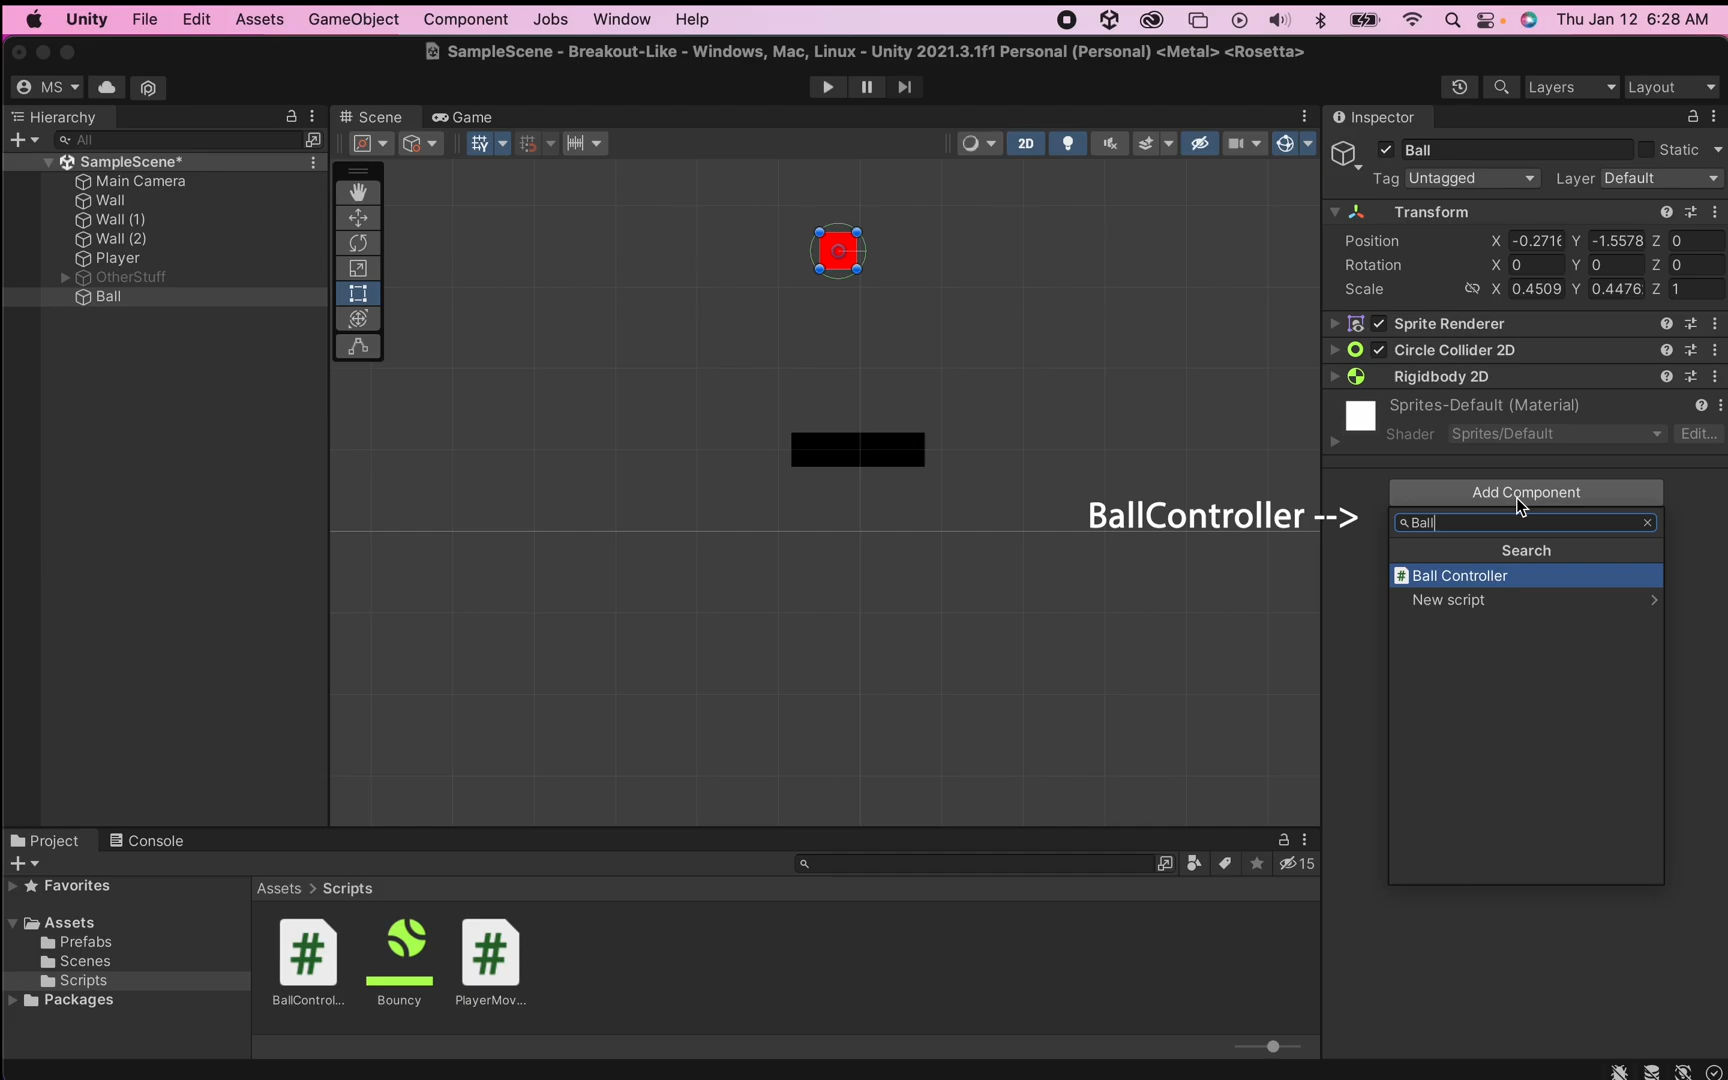 Unity File Edit Assets GameObject Component Jobs Window Help Thu Jan 12 6:28 AM
SampleScene - Breakout-Like - Windows, Mac, Linux - Unity 2021.3.1f1 Personal (Personal) <Metal> <Rosetta>
MS Layers Layout
Hierarchy
All
SampleScene*
Main Camera
Wall
Wall (1)
Wall (2)
Player
OtherStuff
Ball
Scene Game
2D
BallController -->
Inspector
Ball Static
Tag Untagged Layer Default
Transform
Position X -0.2716 Y -1.5578 Z 0
Rotation X 0 Y 0 Z 0
Scale X 0.4509 Y 0.4476 Z 1
Sprite Renderer
Circle Collider 2D
Rigidbody 2D
Sprites-Default (Material)
Shader Sprites/Default Edit...
Add Component
Ball
Search
# Ball Controller
New script
Project Console
15
Favorites
Assets
Prefabs
Scenes
Scripts
Packages
Assets > Scripts
# #
BallControl... Bouncy PlayerMov...